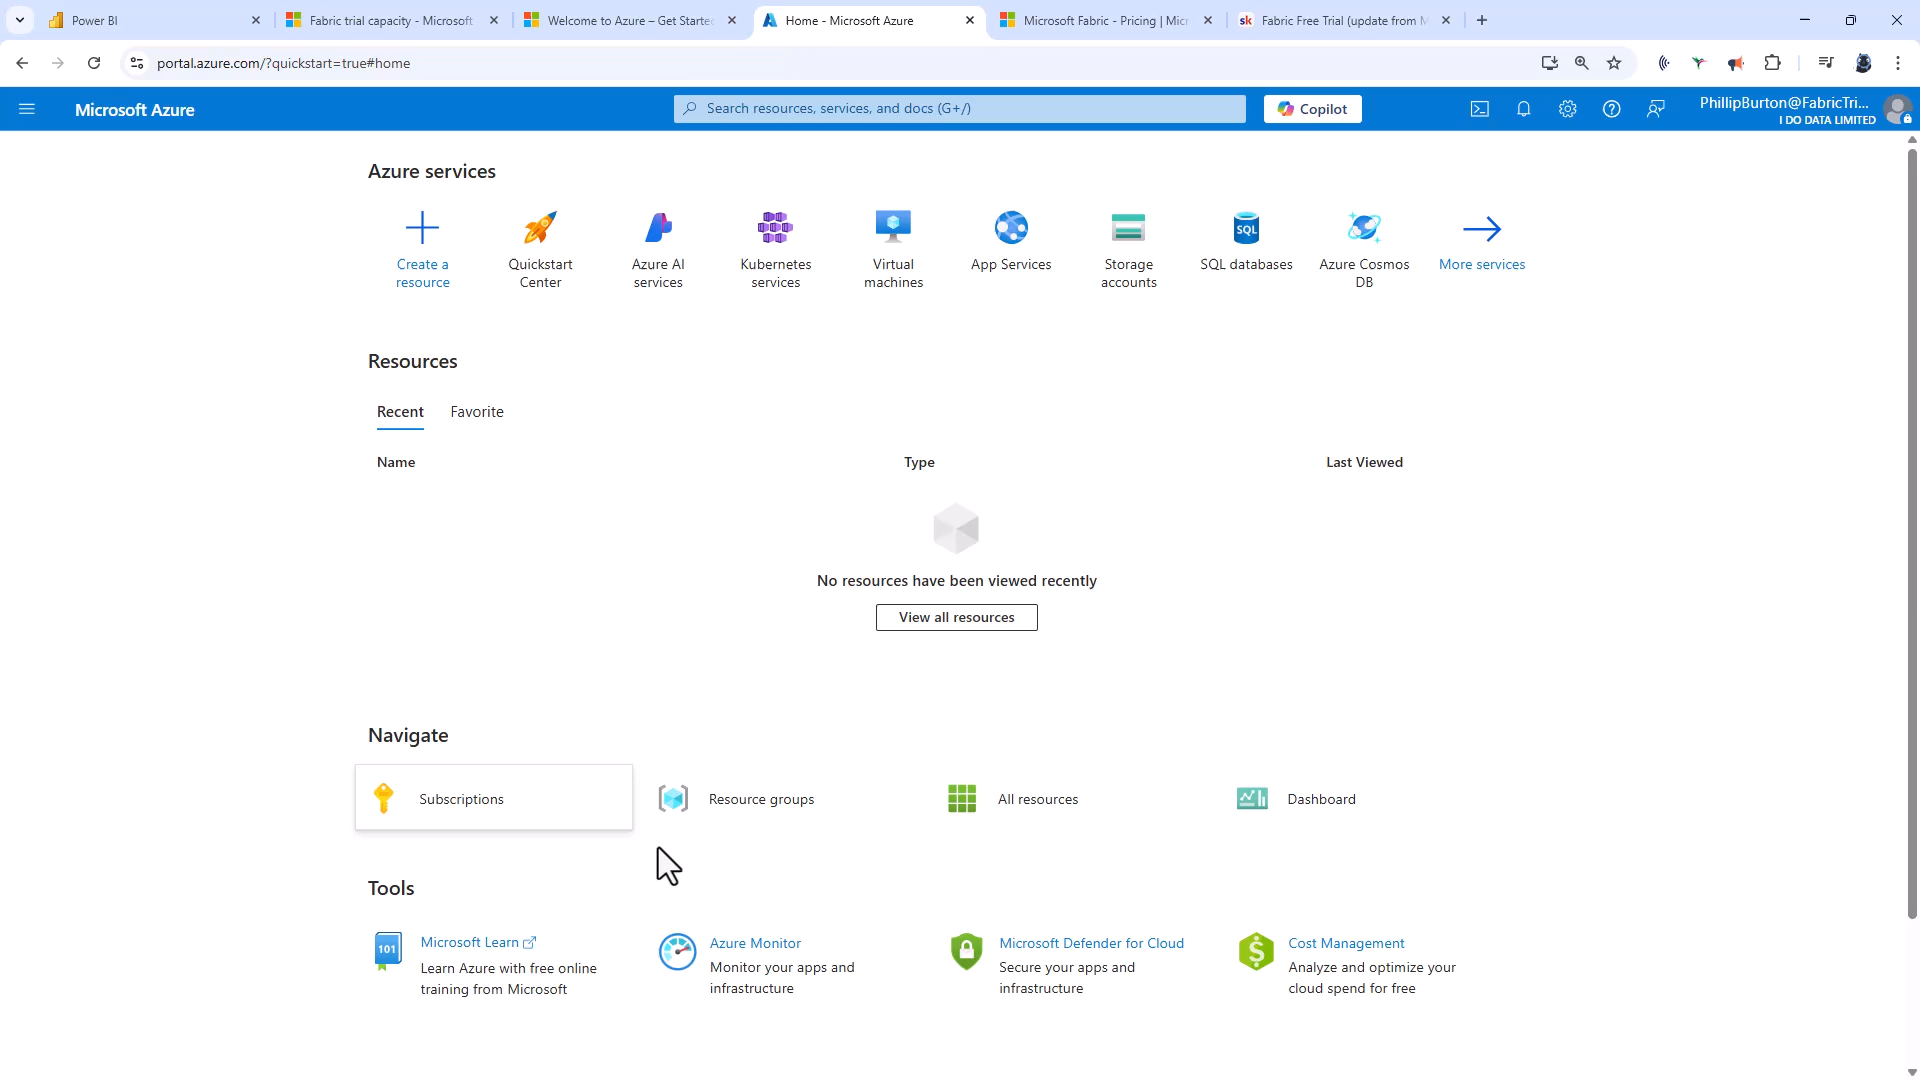 Power BI
Fabric trial capacity - Microsoft
Welcome to Azure – Get Starte
Home - Microsoft Azure
Microsoft Fabric - Pricing | Mic
sk
Fabric Free Trial (update from M
portal.azure.com/?quickstart=true#home
Microsoft Azure
Search resources, services, and docs (G+/)
Copilot
PhillipBurton@FabricTri...
I DO DATA LIMITED
Azure services
Create a
resource
Quickstart
Center
Azure AI
services
Kubernetes
services
Virtual
machines
App Services
Storage
accounts
SQL
SQL databases
Azure Cosmos
DB
More services
Resources
Recent
Favorite
Name
Type
Last Viewed
No resources have been viewed recently
View all resources
Navigate
Subscriptions
Resource groups
All resources
Dashboard
Tools
101
Microsoft Learn
Learn Azure with free online
training from Microsoft
Azure Monitor
Monitor your apps and
infrastructure
Microsoft Defender for Cloud
Secure your apps and
infrastructure
$
Cost Management
Analyze and optimize your
cloud spend for free